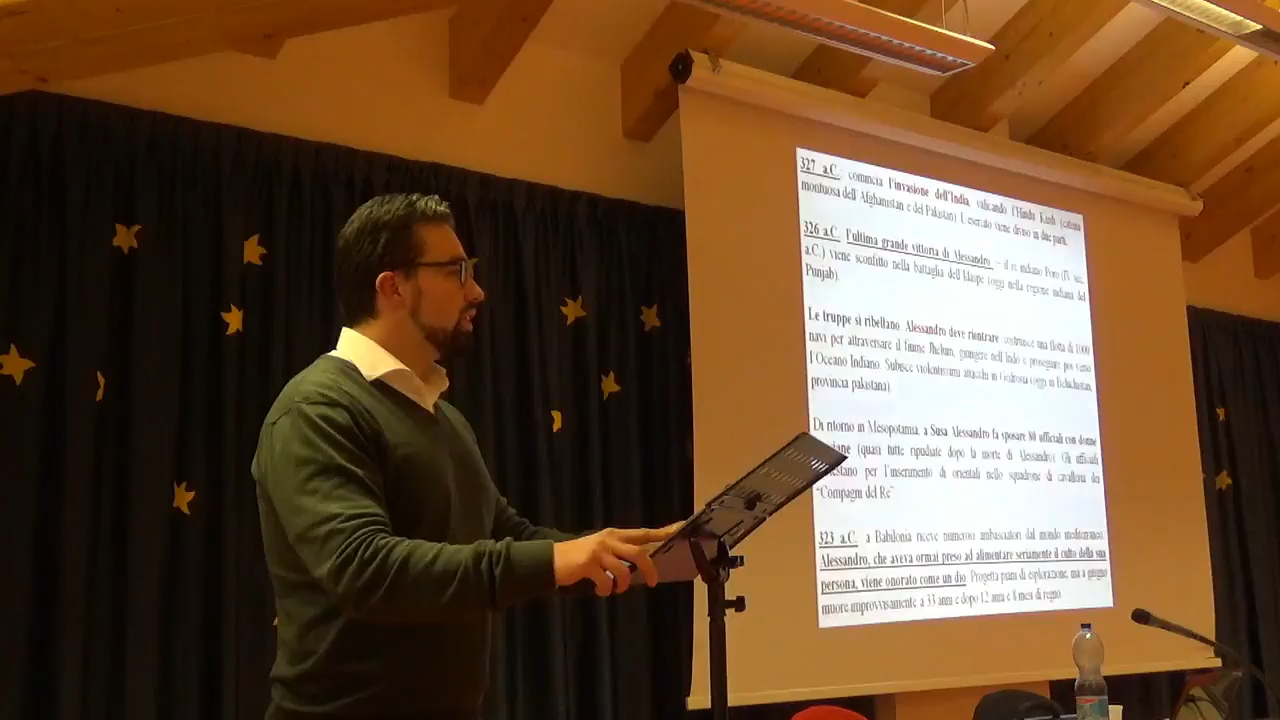 327 a.C. comincia l'invasione dell'India, valicando l'Hindu Kush (catena
montuosa dell'Afghanistan e del Pakistan). L'esercito viene diviso in due parti.
326 a.C. l'ultima grande vittoria di Alessandro – il re indiano Poro (IV sec.
a.C.) viene sconfitto nella battaglia dell'Idaspe (oggi nella regione indiana del
Punjab).
Le truppe si ribellano Alessandro deve rientrare costruisce una flotta di 1000
navi per attraversare il fiume Jhelum, giungere nell'Indo e proseguire poi verso
l'Oceano Indiano. Subisce violentissimi attacchi in Gedrosia (oggi in Beluchistan,
provincia pakistana).
Di ritorno in Mesopotamia, a Susa Alessandro fa sposare 80 ufficiali con donne
iane (quasi tutte ripudiate dopo la morte di Alessandro). Gli ufficiali
estano per l'inserimento di orientali nello squadrone di cavalleria dei
"Compagni del Re"
323 a.C. a Babilonia riceve numerosi ambasciatori dal mondo mediterraneo.
Alessandro, che aveva ormai preso ad alimentare seriamente il culto della sua
persona, viene onorato come un dio. Progetta piani di esplorazione, ma a giugno
muore improvvisamente a 33 anni e dopo 12 anni e 8 mesi di regno.